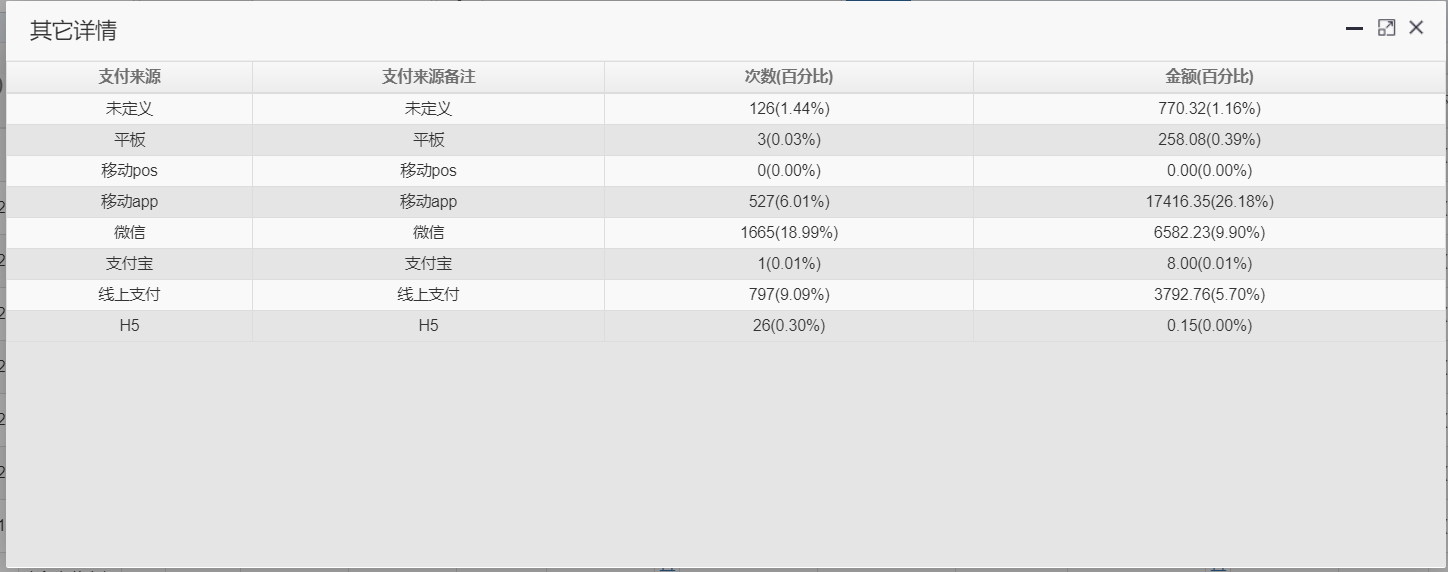 其它详情
支付来源 支付来源备注 次数(百分比) 金额(百分比)
未定义 未定义 126(1.44%) 770.32(1.16%)
平板 平板 3(0.03%) 258.08(0.39%)
移动pos 移动pos 0(0.00%) 0.00(0.00%)
移动app 移动app 527(6.01%) 17416.35(26.18%)
微信 微信 1665(18.99%) 6582.23(9.90%)
支付宝 支付宝 1(0.01%) 8.00(0.01%)
线上支付 线上支付 797(9.09%) 3792.76(5.70%)
H5 H5 26(0.30%) 0.15(0.00%)